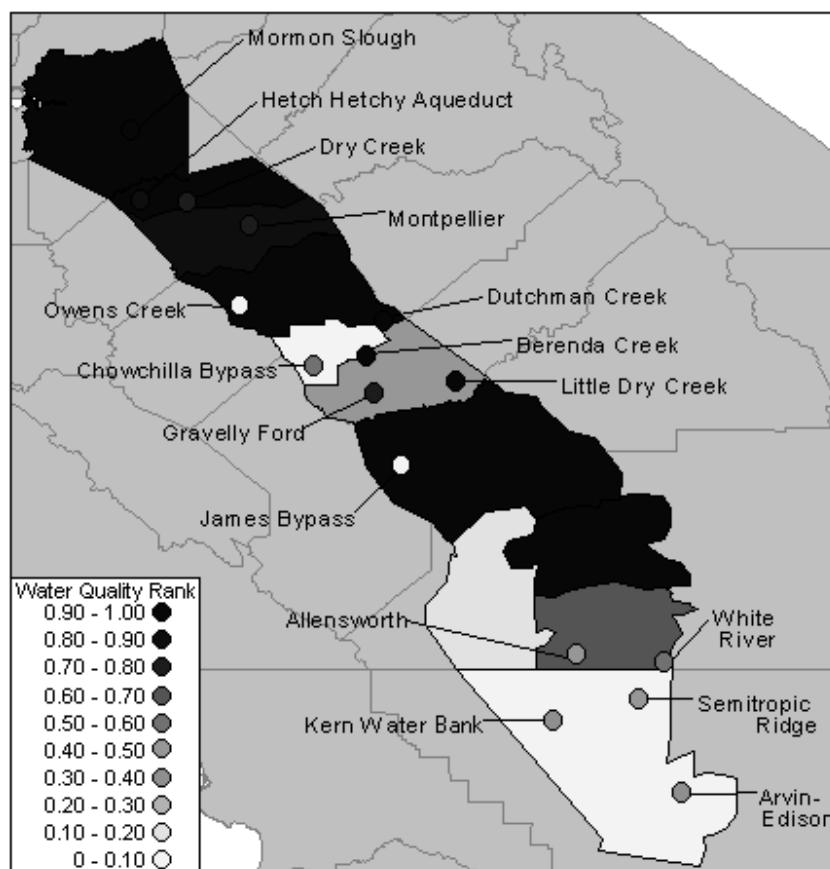 Mormon Slough
Hetch Hetchy Aqueduct
Dry Creek
Montpellier
Dutchman Creek
Owens Creek
Berenda Creek
Chowchilla Bypass
Little Dry Creek
Gravelly Ford
James Bypass
Water Quality Rank
0.90 - 1.00
0.80 - 0.90
0.70 - 0.80
0.60 - 0.70
0.50 - 0.60
0.40 - 0.50
0.30 - 0.40
0.20 - 0.30
0.10 - 0.20
0 - 0.10
Allensworth
White
River
Semitropic
Ridge
Kern Water Bank
Arvin-
Edison